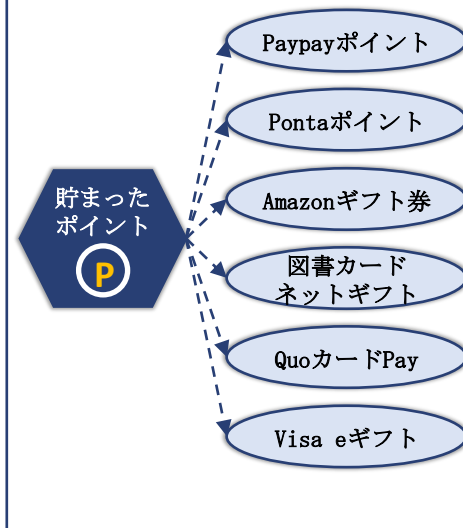 Paypayポイント
Pontaポイント
Amazonギフト券
図書カード
ネットギフト
QuoカードPay
Visa eギフト
貯まった
ポイント
P